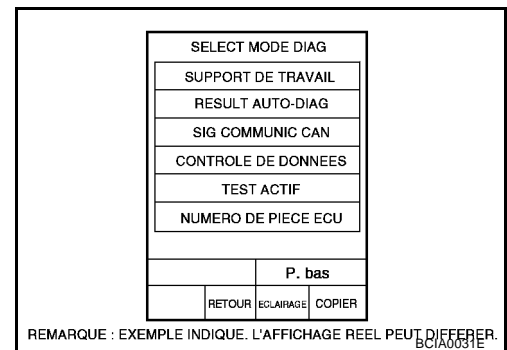 SELECT MODE DIAG
SUPPORT DE TRAVAIL
RESULT AUTO-DIAG
SIG COMMUNIC CAN
CONTROLE DE DONNEES
TEST ACTIF
NUMERO DE PIECE ECU
P. bas
RETOUR ECLAIRAGE COPIER
REMARQUE : EXEMPLE INDIQUE. L'AFFICHAGE REEL PEUT DIFFERER.
BCIA0031E